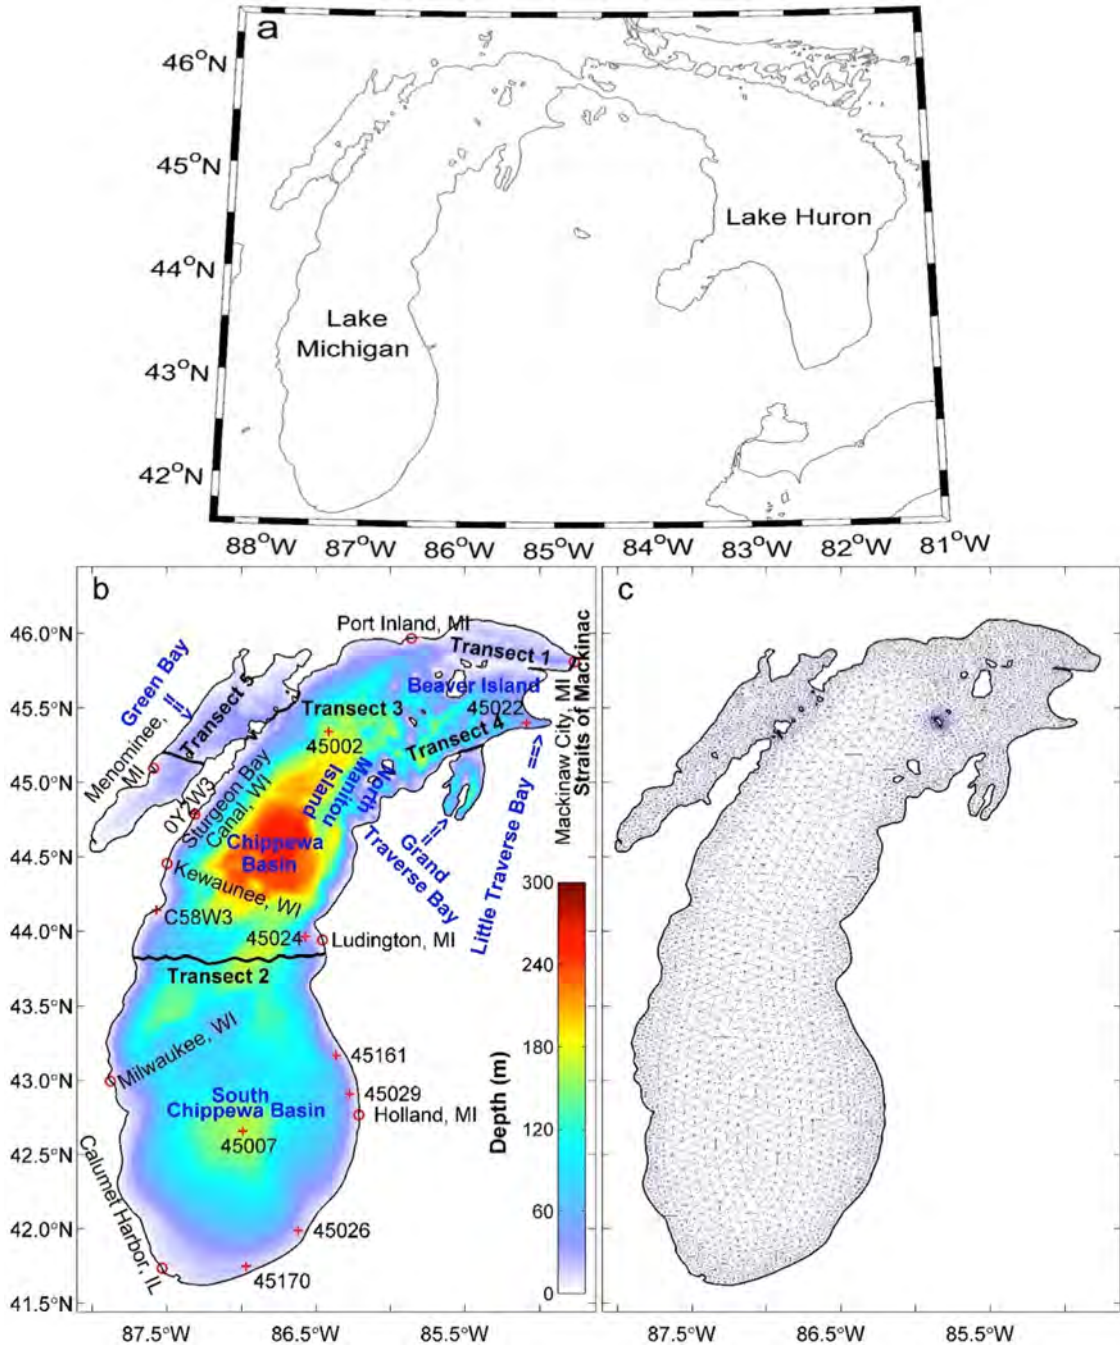 a
46°N
45°N
44°N
43°N
42°N
Lake Huron
Lake
Michigan
88°W 87°W 86°W 85°W 84°W 83°W 82°W 81°W
b
46.0°N
45.5°N
45.0°N
44.5°N
44.0°N
43.5°N
43.0°N
42.5°N
42.0°N
41.5°N
Port Inland, MI
Transect 1
Mackinaw City, MI
Straits of Mackinac
Green Bay
==>
Transect 5
Menominee,
MI
Beaver Island
45022
Transect 3
45002
Transect 4
0Y2W3
Sturgeon Bay
Canal, WI
North
Manitou
Island
Chippewa
Basin
==>
Grand
Traverse Bay
Little Traverse Bay ==>
Kewaunee, WI
C58W3
45024
Ludington, MI
Transect 2
Milwaukee, WI
45161
45029
Holland, MI
South
Chippewa Basin
45007
Calumet Harbor, IL
45026
45170
Depth (m)
300
240
180
120
60
0
87.5°W 86.5°W 85.5°W
c
87.5°W 86.5°W 85.5°W